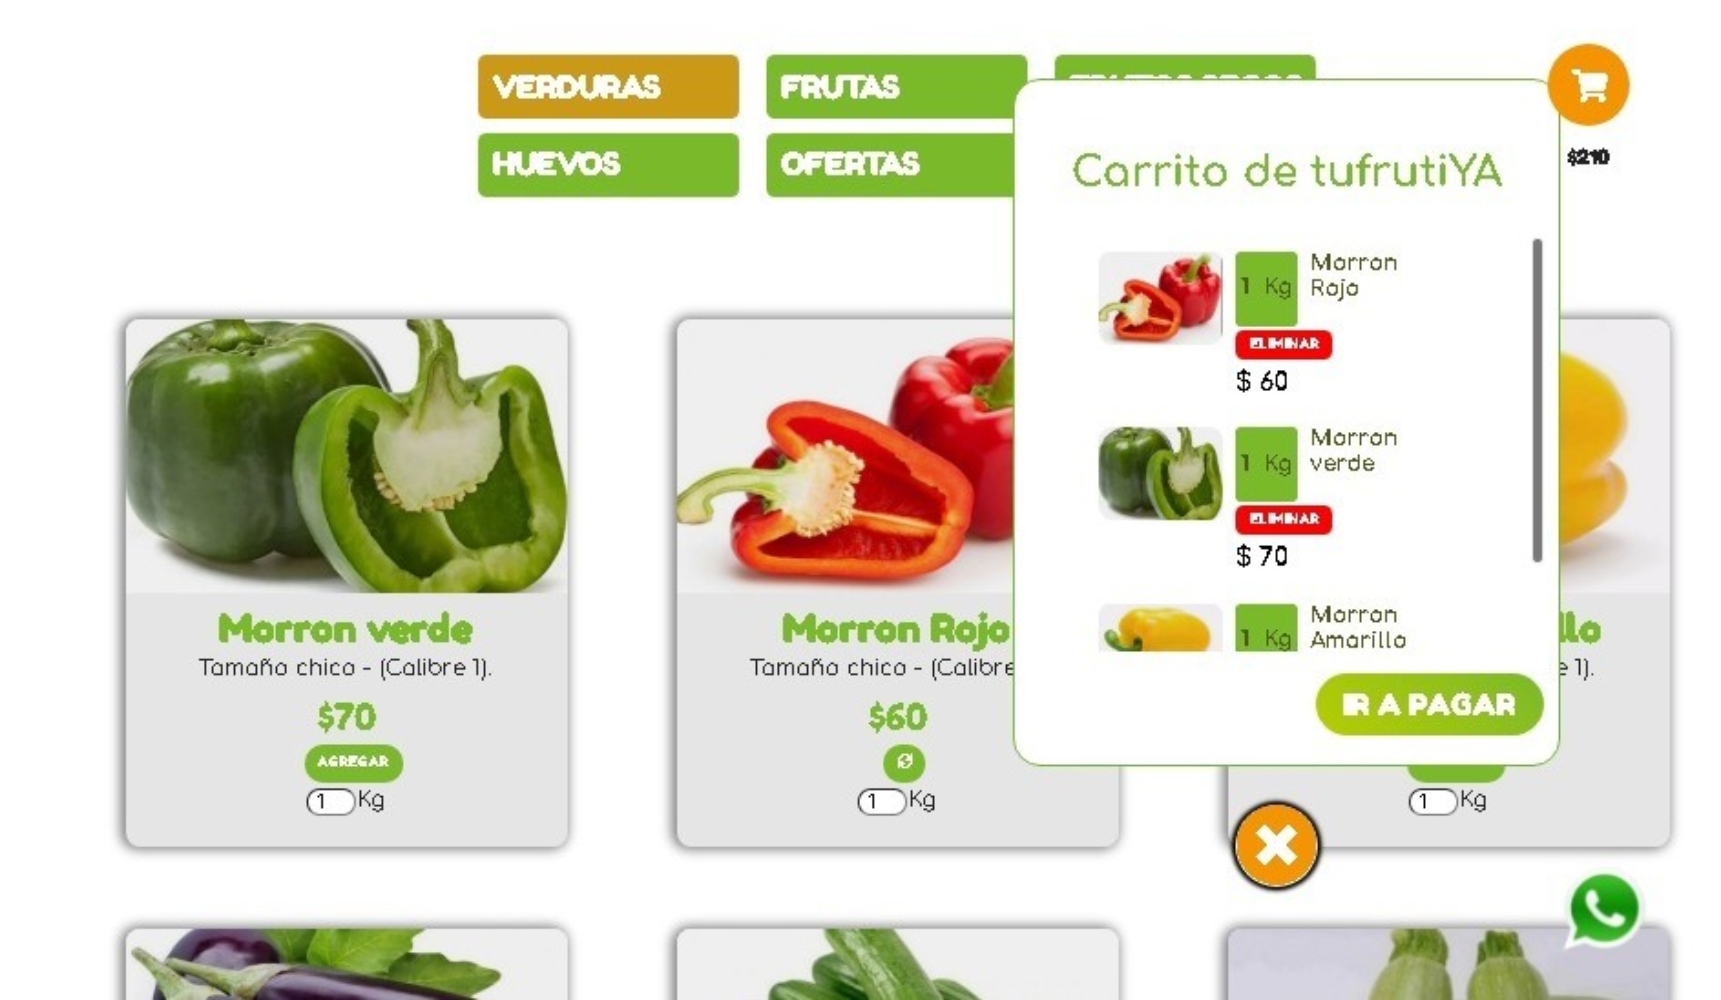 VERDURAS
FRUTAS
HUEVOS
OFERTAS
$210
Carrito de tufrutiYA
1 Kg
Morron
Rojo
ELIMINAR
$ 60
1 Kg
Morron
verde
ELIMINAR
$ 70
1 Kg
Morron
Amarillo
IR A PAGAR
Morron verde
Tamaño chico - (Calibre 1).
$70
AGREGAR
1 Kg
Morron Rojo
Tamaño chico - (Calibre
$60
1 Kg
llo
e 1).
1 Kg